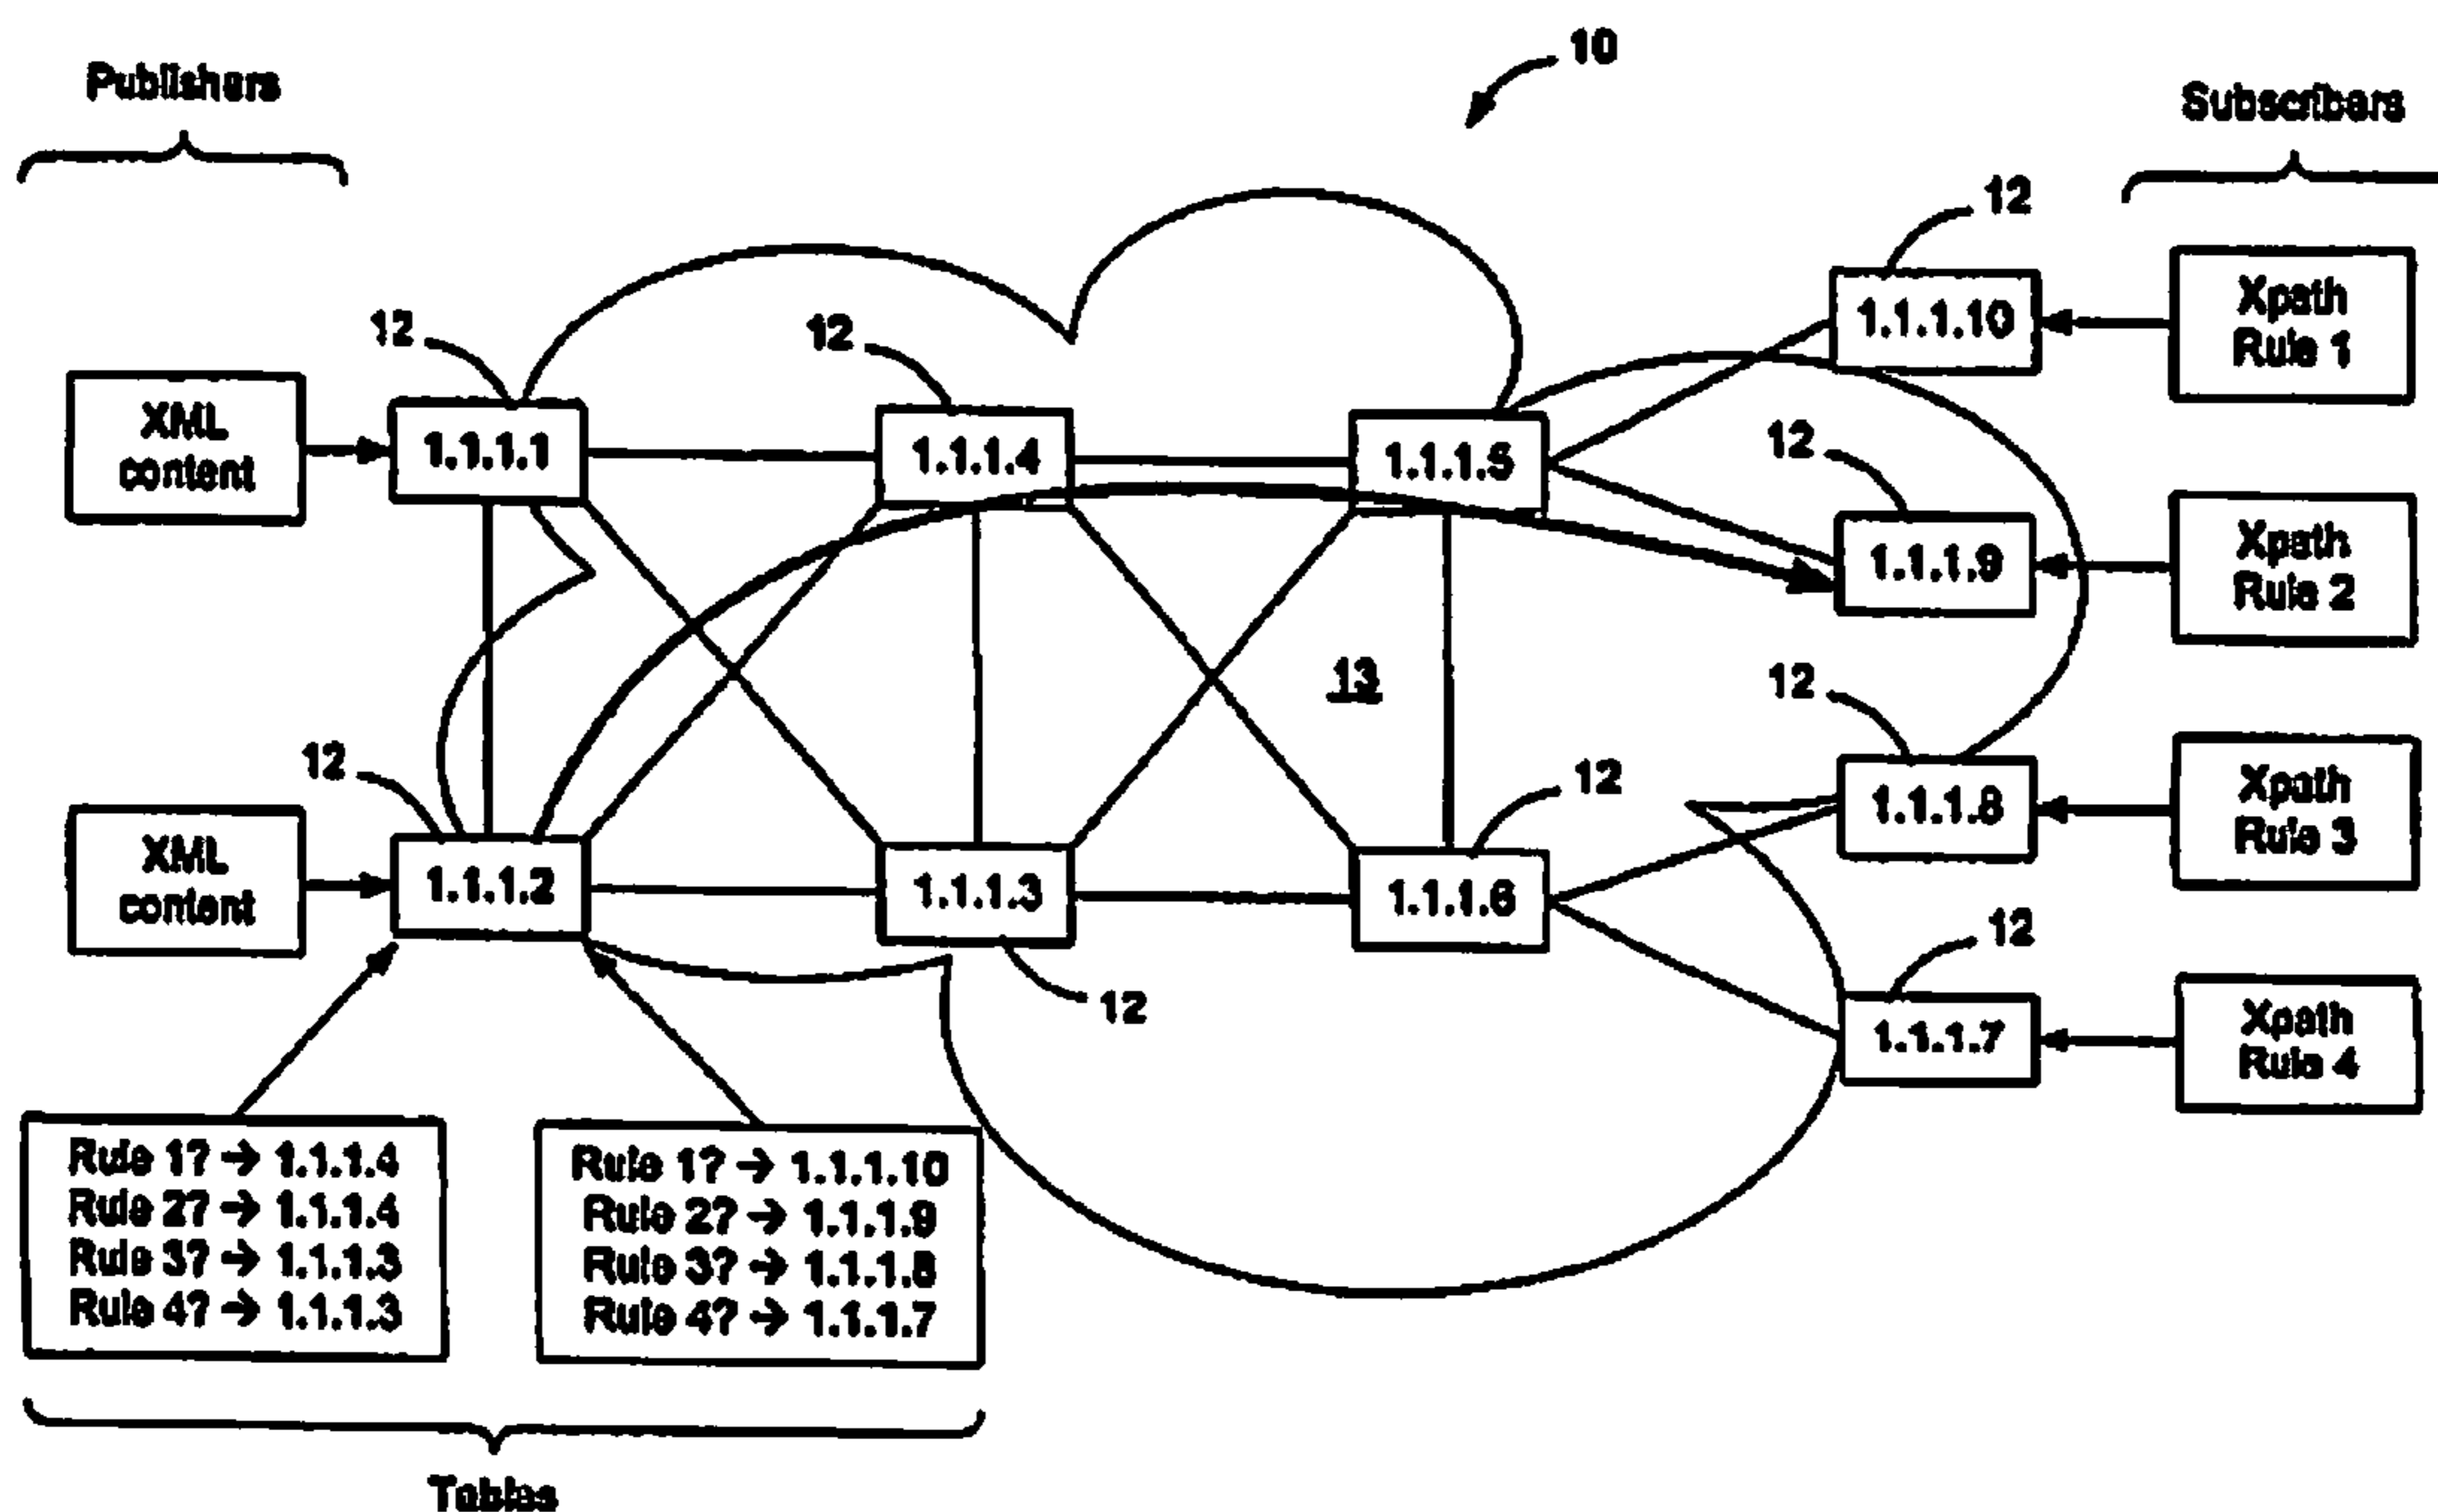 10
Publishers
Subscribers
12
Xpath
Rule 1
1.1.1.10
12
12
XML
content
1.1.1.1
1.1.1.4
1.1.1.5
12
Xpath
Rule 2
1.1.1.9
13
12
12
12
Xpath
Rule 3
1.1.1.8
XML
content
1.1.1.2
1.1.1.3
1.1.1.6
12
12
Xpath
Rule 4
1.1.1.7
Rule 1? → 1.1.1.4
Rule 2? → 1.1.1.4
Rule 3? → 1.1.1.3
Rule 4? → 1.1.1.3
Rule 1? → 1.1.1.10
Rule 2? → 1.1.1.9
Rule 3? → 1.1.1.8
Rule 4? → 1.1.1.7
Tables